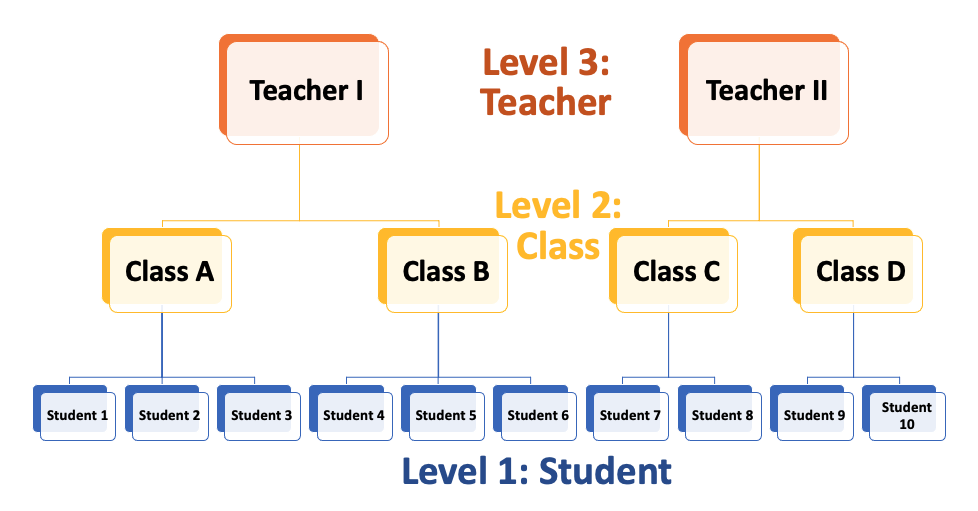 Teacher I
Level 3:
Teacher
Teacher II
Level 2:
Class
Class A
Class B
Class C
Class D
Student 1
Student 2
Student 3
Student 4
Student 5
Student 6
Student 7
Student 8
Student 9
Student
10
Level 1: Student